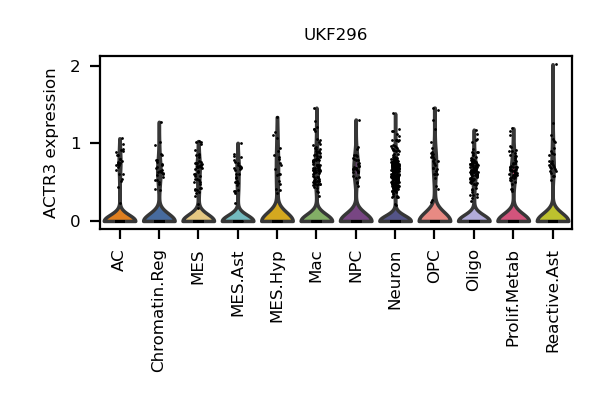 UKF296
ACTR3 expression
2
1
0
AC
Chromatin.Reg
MES
MES.Ast
MES.Hyp
Mac
NPC
Neuron
OPC
Oligo
Prolif.Metab
Reactive.Ast